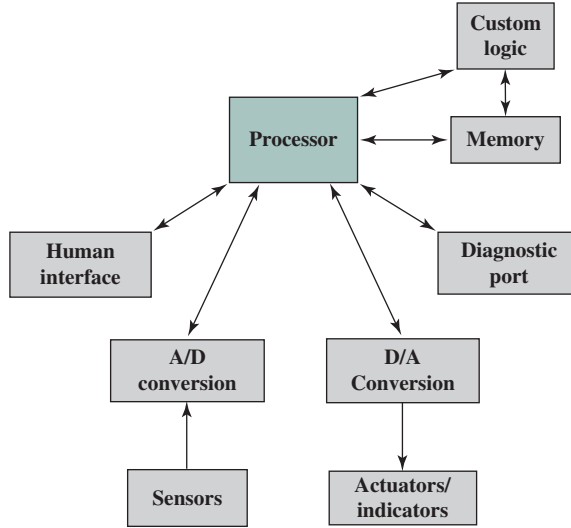 Custom
logic
Processor
Memory
Human
interface
Diagnostic
port
A/D
conversion
D/A
Conversion
Sensors
Actuators/
indicators